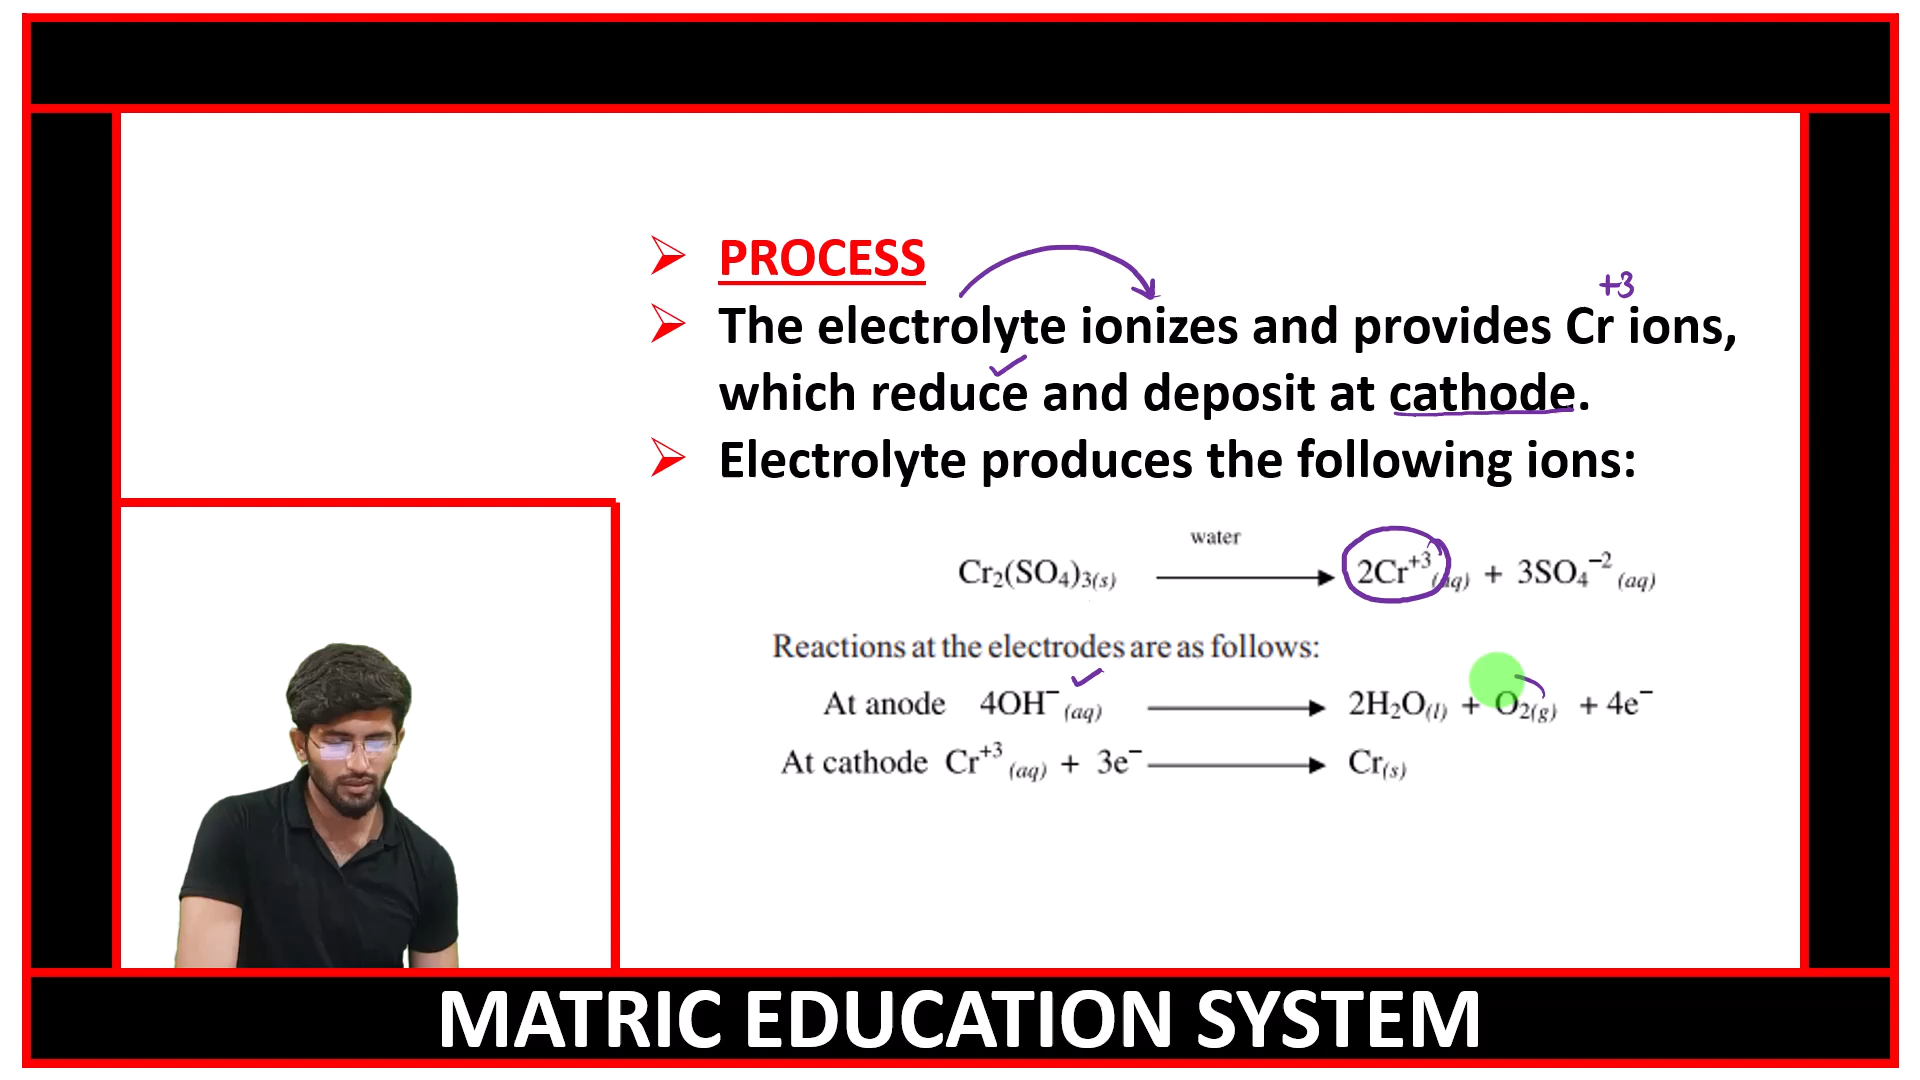 PROCESS
+3
The electrolyte ionizes and provides Cr ions,
which reduce and deposit at cathode.
Electrolyte produces the following ions:
water
Cr₂(SO₄)₃(s) → 2Cr⁺³(aq) + 3SO₄⁻²(aq)
Reactions at the electrodes are as follows:
At anode 4OH⁻(aq) → 2H₂O(l) + O₂(g) + 4e⁻
At cathode Cr⁺³(aq) + 3e⁻ → Cr(s)
MATRIC EDUCATION SYSTEM